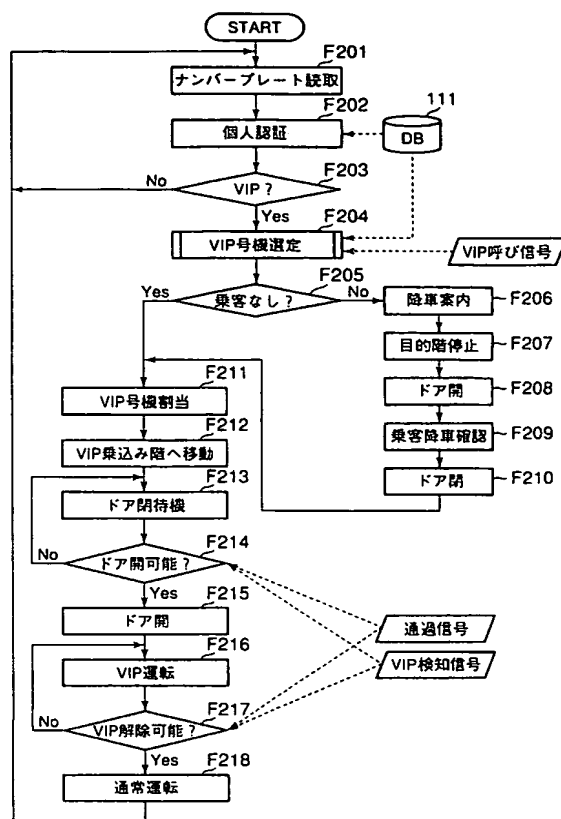 START
F201
ナンバープレート読取
F202
個人認証
111
DB
F203
VIP?
No
Yes
F204
VIP号機選定
VIP呼び信号
F205
乗客なし?
Yes
No
降車案内
F206
目的階停止
F207
ドア開
F208
乗客降車確認
F209
ドア閉
F210
F211
VIP号機割当
F212
VIP乗込み階へ移動
F213
ドア閉待機
F214
ドア開可能?
No
Yes
F215
ドア開
通過信号
F216
VIP運転
VIP検知信号
F217
VIP解除可能?
No
Yes
F218
通常運転